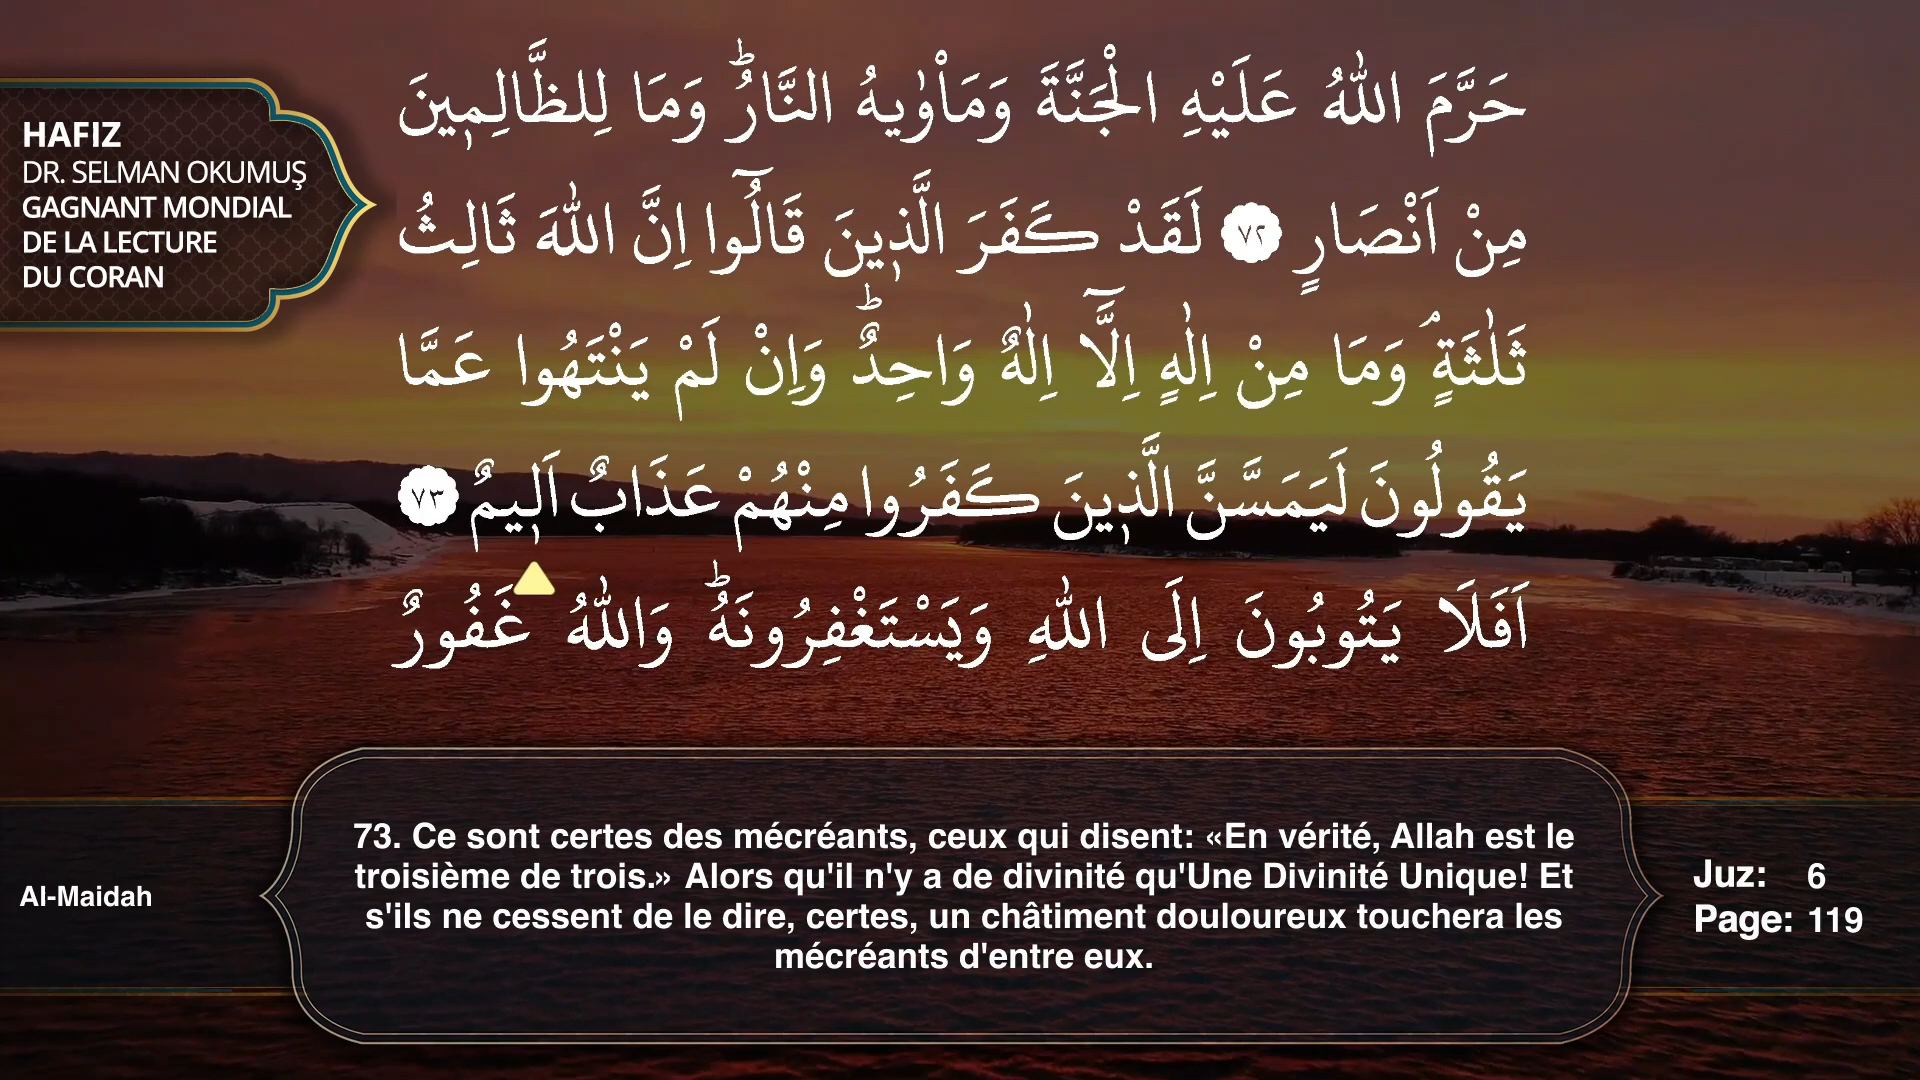 HAFIZ
DR. SELMAN OKUMUŞ
GAGNANT MONDIAL
DE LA LECTURE
DU CORAN
حَرَّمَ اللّٰهُ عَلَيْهِ الْجَنَّةَ وَمَأْوٰيهُ النَّارُۜ وَمَا لِلظَّالِم۪ينَ
مِنْ اَنْصَارٍ ﴿٧٢﴾ لَقَدْ كَفَرَ الَّذ۪ينَ قَالُٓوا اِنَّ اللّٰهَ ثَالِثُ
ثَلٰثَةٍۢ وَمَا مِنْ اِلٰهٍ اِلَّٓا اِلٰهٌ وَاحِدٌۜ وَاِنْ لَمْ يَنْتَهُوا عَمَّا
يَقُولُونَ لَيَمَسَّنَّ الَّذ۪ينَ كَفَرُوا مِنْهُمْ عَذَابٌ اَل۪يمٌ ﴿٧٣﴾
اَفَلَا يَتُوبُونَ اِلَى اللّٰهِ وَيَسْتَغْفِرُونَهُۜ وَاللّٰهُ غَفُورٌ
73. Ce sont certes des mécréants, ceux qui disent: «En vérité, Allah est le
troisième de trois.» Alors qu'il n'y a de divinité qu'Une Divinité Unique! Et
s'ils ne cessent de le dire, certes, un châtiment douloureux touchera les
mécréants d'entre eux.
Al-Maidah
Juz: 6
Page: 119